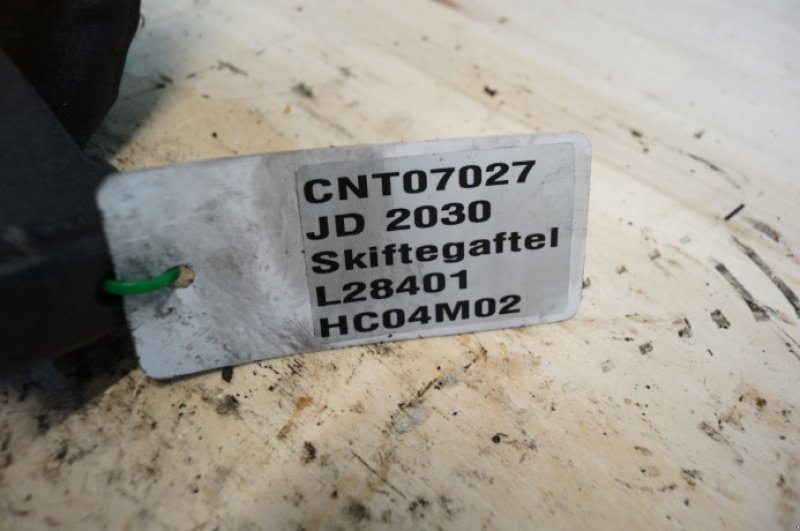 CNT07027
JD 2030
Skiftegaftel
L28401
HC04M02